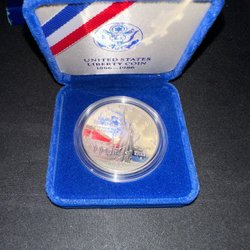 UNITED STATES
LIBERTY COIN
1886 - 1986